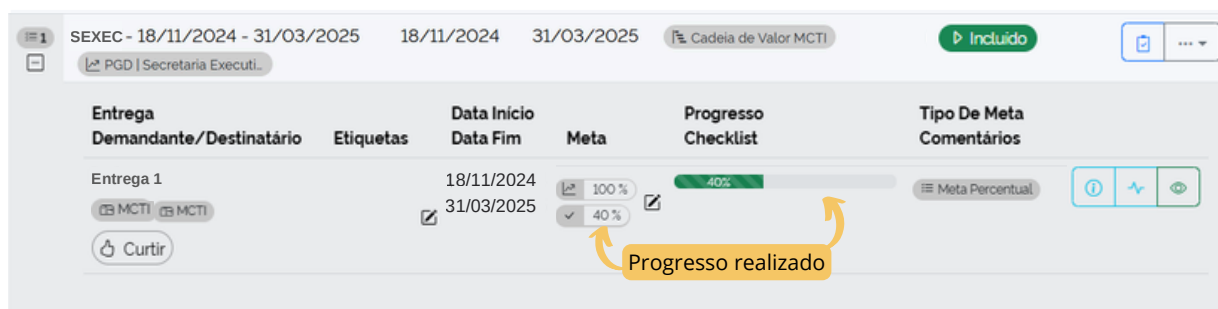 1 SEXEC - 18/11/2024 - 31/03/2025 18/11/2024 31/03/2025 Cadeia de Valor MCTI Incluído
PGD | Secretaria Executi...
Entrega Data Início Progresso Tipo De Meta
Demandante/Destinatário Etiquetas Data Fim Meta Checklist Comentários
Entrega 1 18/11/2024 100 % 40% Meta Percentual
MCTI MCTI 31/03/2025 40 %
Curtir
Progresso realizado